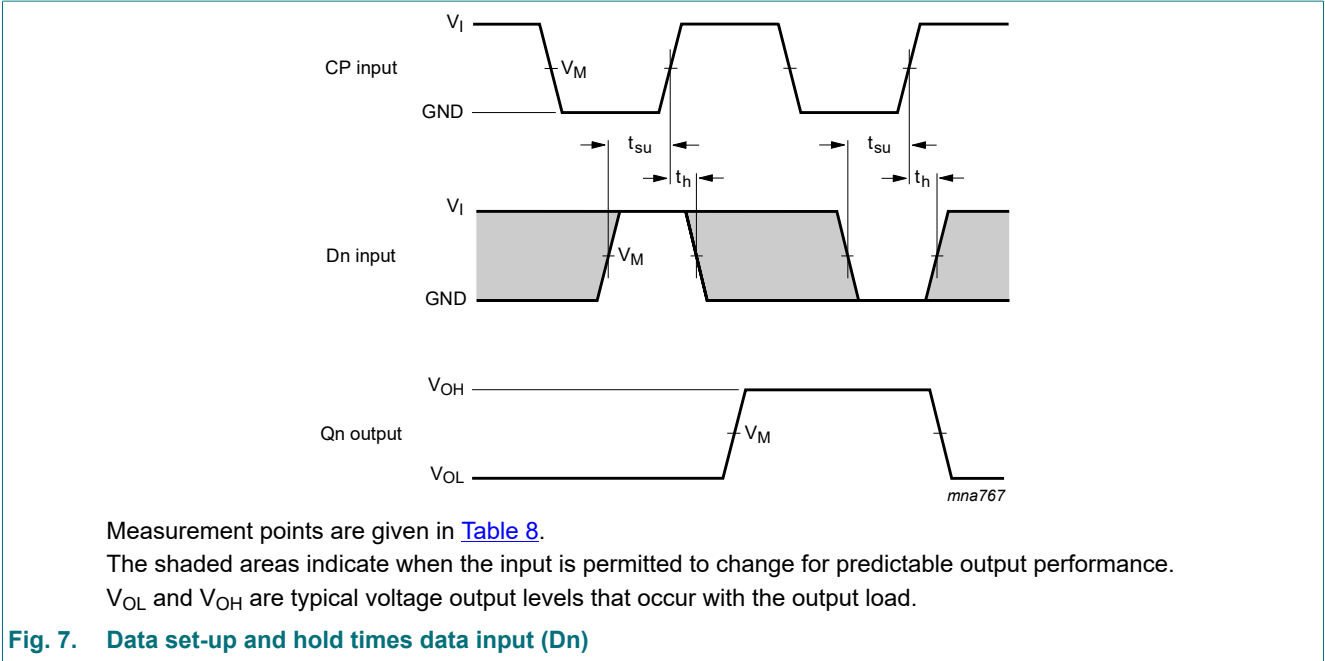 V_I
CP input
V_M
GND
t_su
t_su
t_h
t_h
V_I
Dn input
V_M
GND
V_OH
Qn output
V_M
V_OL
mna767
Measurement points are given in Table 8.
The shaded areas indicate when the input is permitted to change for predictable output performance.
V_OL and V_OH are typical voltage output levels that occur with the output load.
Fig. 7. Data set-up and hold times data input (Dn)